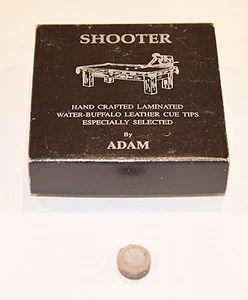 SHOOTER
HAND CRAFTED LAMINATED
WATER-BUFFALO LEATHER CUE TIPS
ESPECIALLY SELECTED
By
ADAM